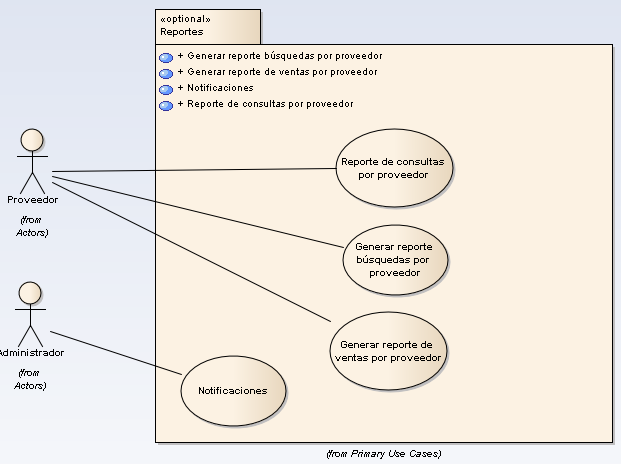 «optional»
Reportes
+ Generar reporte búsquedas por proveedor
+ Generar reporte de ventas por proveedor
+ Notificaciones
+ Reporte de consultas por proveedor
Reporte de consultas
por proveedor
Proveedor
(from
Actors)
Generar reporte
búsquedas por
proveedor
Generar reporte de
ventas por proveedor
Administrador
(from
Actors)
Notificaciones
(from Primary Use Cases)